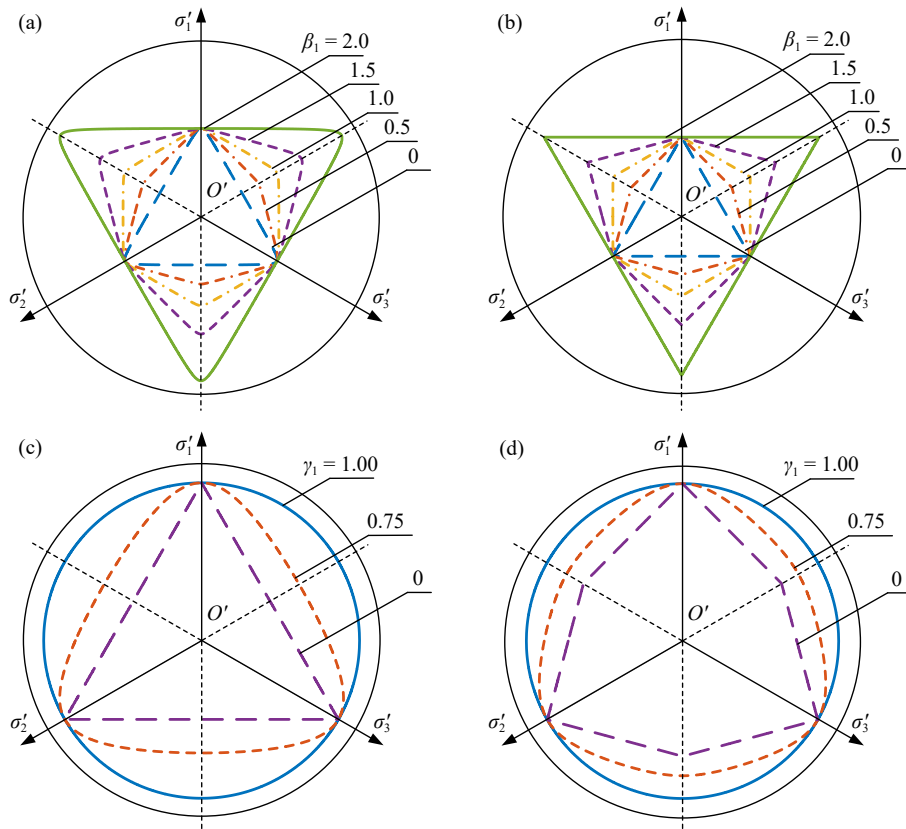 (a)
σ′₁
β₁ = 2.0
1.5
1.0
0.5
0
O′
σ′₂
σ′₃
(b)
σ′₁
β₁ = 2.0
1.5
1.0
0.5
0
O′
σ′₂
σ′₃
(c)
σ′₁
γ₁ = 1.00
0.75
0
O′
σ′₂
σ′₃
(d)
σ′₁
γ₁ = 1.00
0.75
0
O′
σ′₂
σ′₃